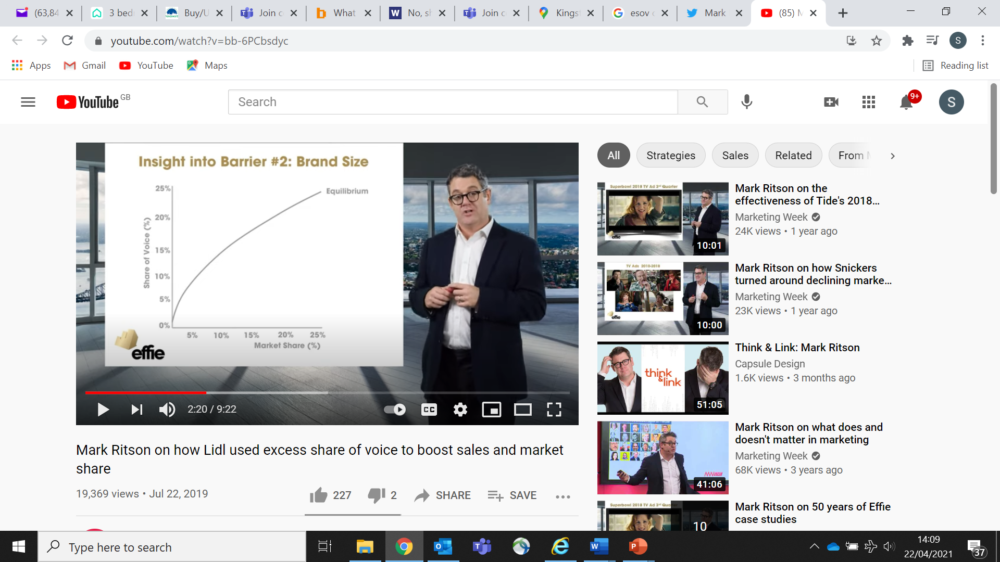 (63,84
3 bed
Buy/U
Join c
What
No, sh
Join c
Kingst
esov c
Mark
(85) M
youtube.com/watch?v=bb-6PCbsdyc
S
Apps
Gmail
YouTube
Maps
Reading list
YouTube GB
Search
9+
S
Insight into Barrier #2: Brand Size
25%
20%
15%
10%
5%
0%
Share of Voice (%)
Equilibrium
5% 10% 15% 20% 25%
Market Share (%)
effie
2:20 / 9:22
CC
Mark Ritson on how Lidl used excess share of voice to boost sales and market
share
19,369 views • Jul 22, 2019
227
2
SHARE
SAVE
All
Strategies
Sales
Related
From M
Superbowl 2018 TV Ad 3rd Quarter
effie
10:01
Mark Ritson on the
effectiveness of Tide's 2018...
Marketing Week
24K views • 1 year ago
TV Ads 2010-2018
effie
10:00
Mark Ritson on how Snickers
turned around declining marke...
Marketing Week
23K views • 1 year ago
think
&link
51:05
Think & Link: Mark Ritson
Capsule Design
1.6K views • 3 months ago
41:06
Mark Ritson on what does and
doesn't matter in marketing
Marketing Week
68K views • 3 years ago
Superbowl 2018 TV Ad 3rd Quarter
10
Mark Ritson on 50 years of Effie
case studies
Type here to search
14:09
22/04/2021
37